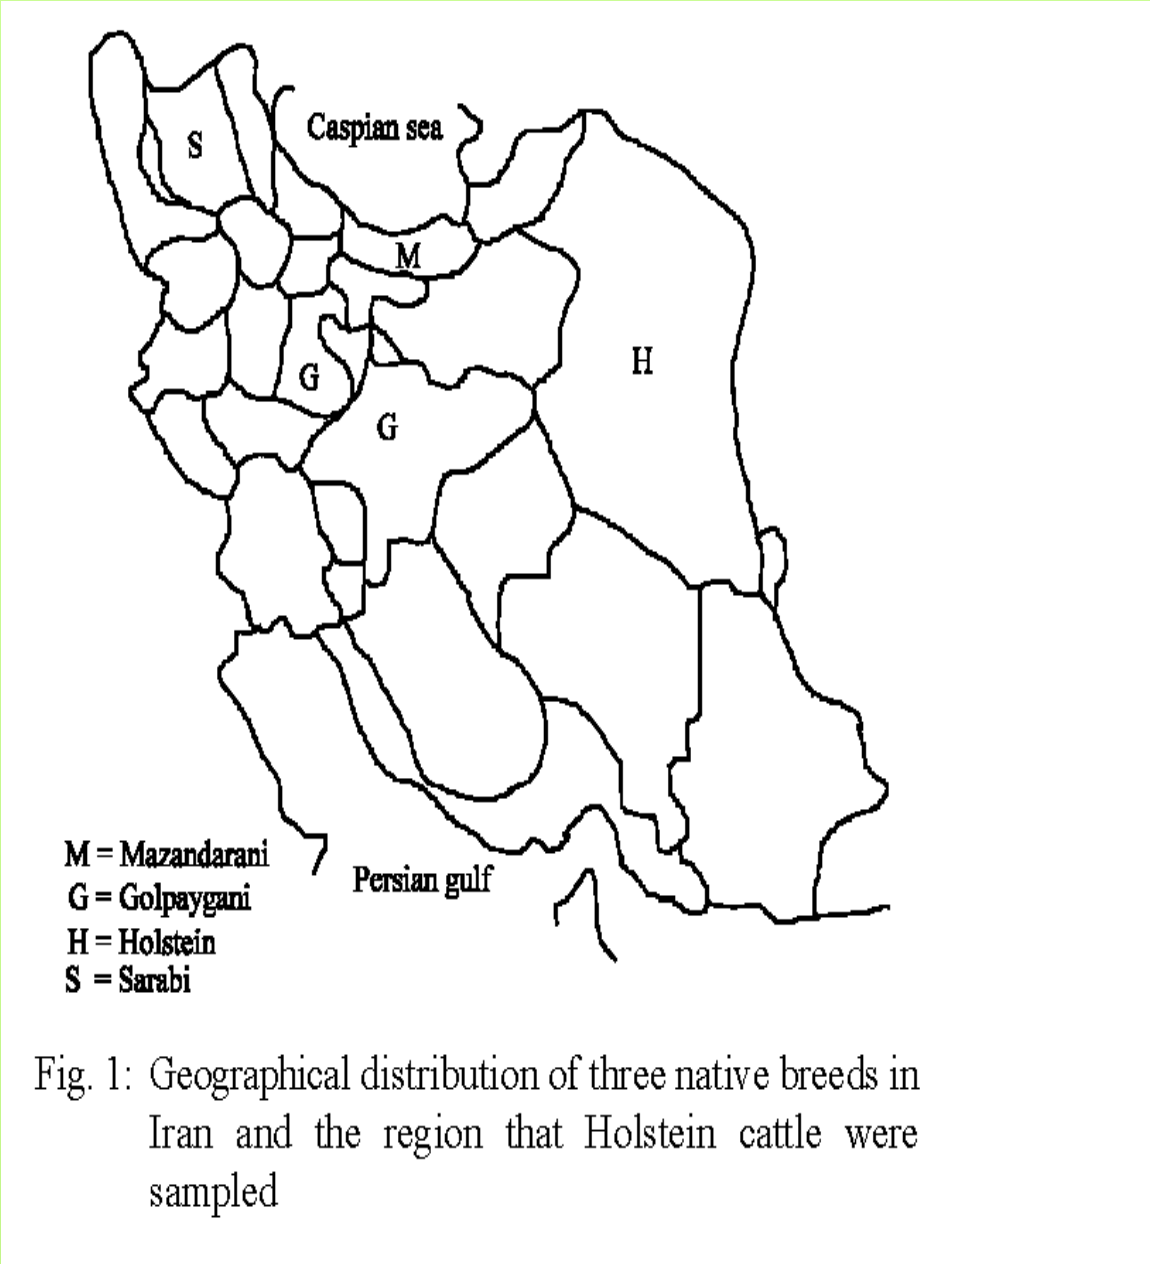 Caspian sea
S
M
H
G
G
M = Mazandarani
Persian gulf
G = Golpaygani
H = Holstein
S = Sarabi
Fig. 1: Geographical distribution of three native breeds in
Iran and the region that Holstein cattle were
sampled